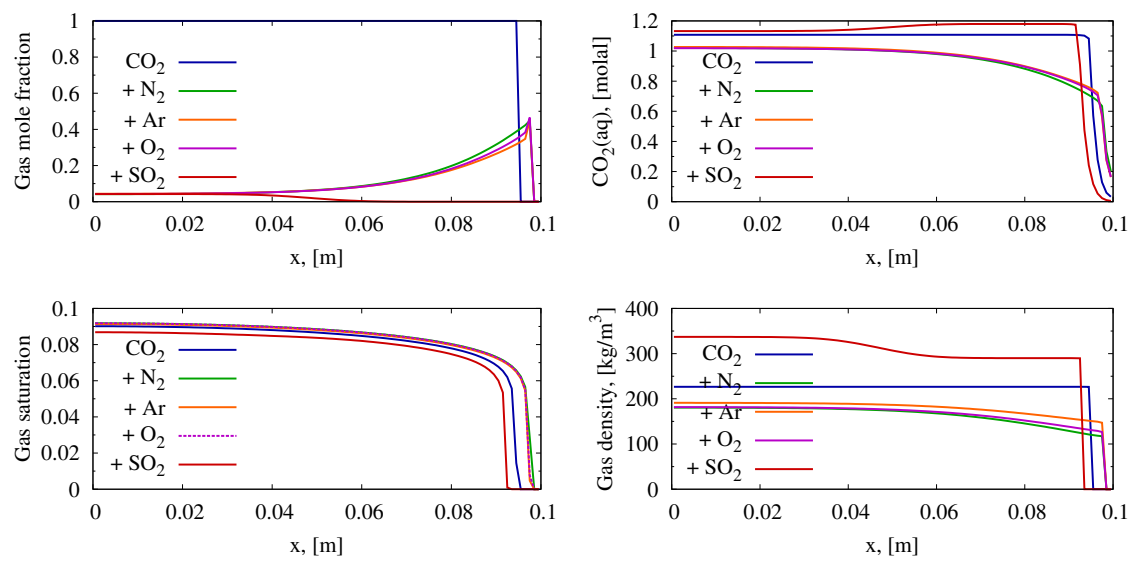 Gas mole fraction
1
0.8
0.6
0.4
0.2
0
CO2
+ N2
+ Ar
+ O2
+ SO2
0 0.02 0.04 0.06 0.08 0.1
x, [m]
CO2(aq), [molal]
1.2
1
0.8
0.6
0.4
0.2
0
CO2
+ N2
+ Ar
+ O2
+ SO2
0 0.02 0.04 0.06 0.08 0.1
x, [m]
Gas saturation
0.1
0.08
0.06
0.04
0.02
0
CO2
+ N2
+ Ar
+ O2
+ SO2
0 0.02 0.04 0.06 0.08 0.1
x, [m]
Gas density, [kg/m3]
400
300
200
100
0
CO2
+ N2
+ Ar
+ O2
+ SO2
0 0.02 0.04 0.06 0.08 0.1
x, [m]